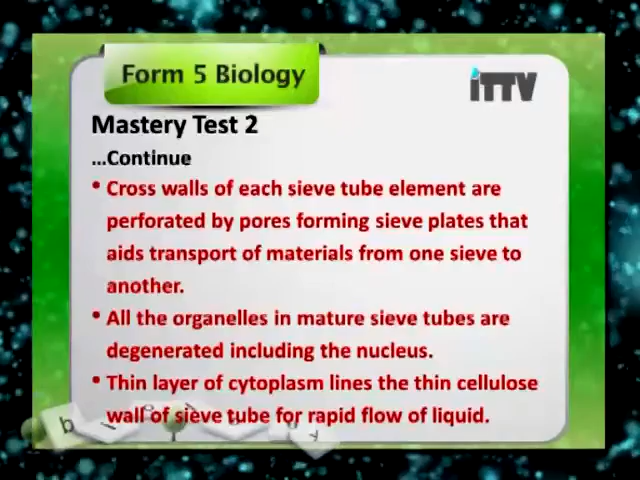 Form 5 Biology
iTTV
Mastery Test 2
...Continue
• Cross walls of each sieve tube element are
perforated by pores forming sieve plates that
aids transport of materials from one sieve to
another.
• All the organelles in mature sieve tubes are
degenerated including the nucleus.
• Thin layer of cytoplasm lines the thin cellulose
wall of sieve tube for rapid flow of liquid.